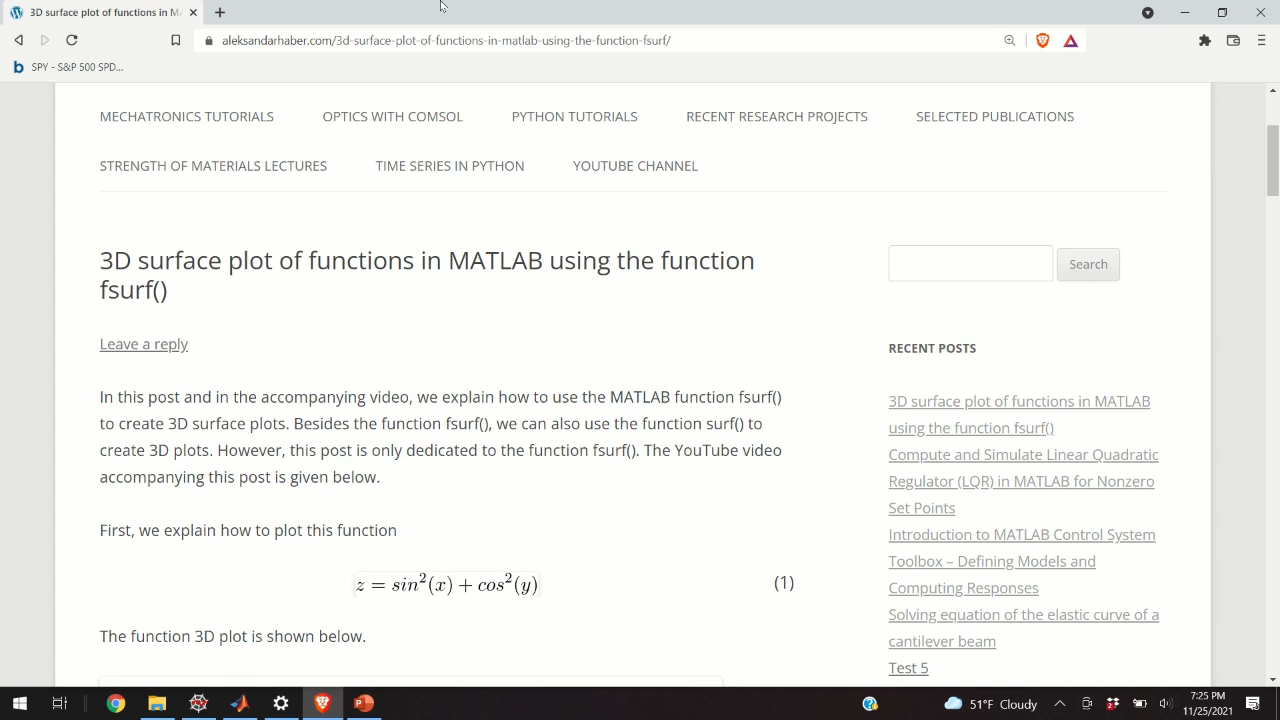 3D surface plot of functions in M
aleksandarhaber.com/3d-surface-plot-of-functions-in-matlab-using-the-function-fsurf/
b SPY - S&P 500 SPD...
MECHATRONICS TUTORIALS OPTICS WITH COMSOL PYTHON TUTORIALS RECENT RESEARCH PROJECTS SELECTED PUBLICATIONS
STRENGTH OF MATERIALS LECTURES TIME SERIES IN PYTHON YOUTUBE CHANNEL
3D surface plot of functions in MATLAB using the function
fsurf()
Leave a reply
In this post and in the accompanying video, we explain how to use the MATLAB function fsurf()
to create 3D surface plots. Besides the function fsurf(), we can also use the function surf() to
create 3D plots. However, this post is only dedicated to the function fsurf(). The YouTube video
accompanying this post is given below.
First, we explain how to plot this function
z = sin²(x) + cos²(y) (1)
The function 3D plot is shown below.
Search
RECENT POSTS
3D surface plot of functions in MATLAB
using the function fsurf()
Compute and Simulate Linear Quadratic
Regulator (LQR) in MATLAB for Nonzero
Set Points
Introduction to MATLAB Control System
Toolbox – Defining Models and
Computing Responses
Solving equation of the elastic curve of a
cantilever beam
Test 5
51°F Cloudy
7:25 PM
11/25/2021